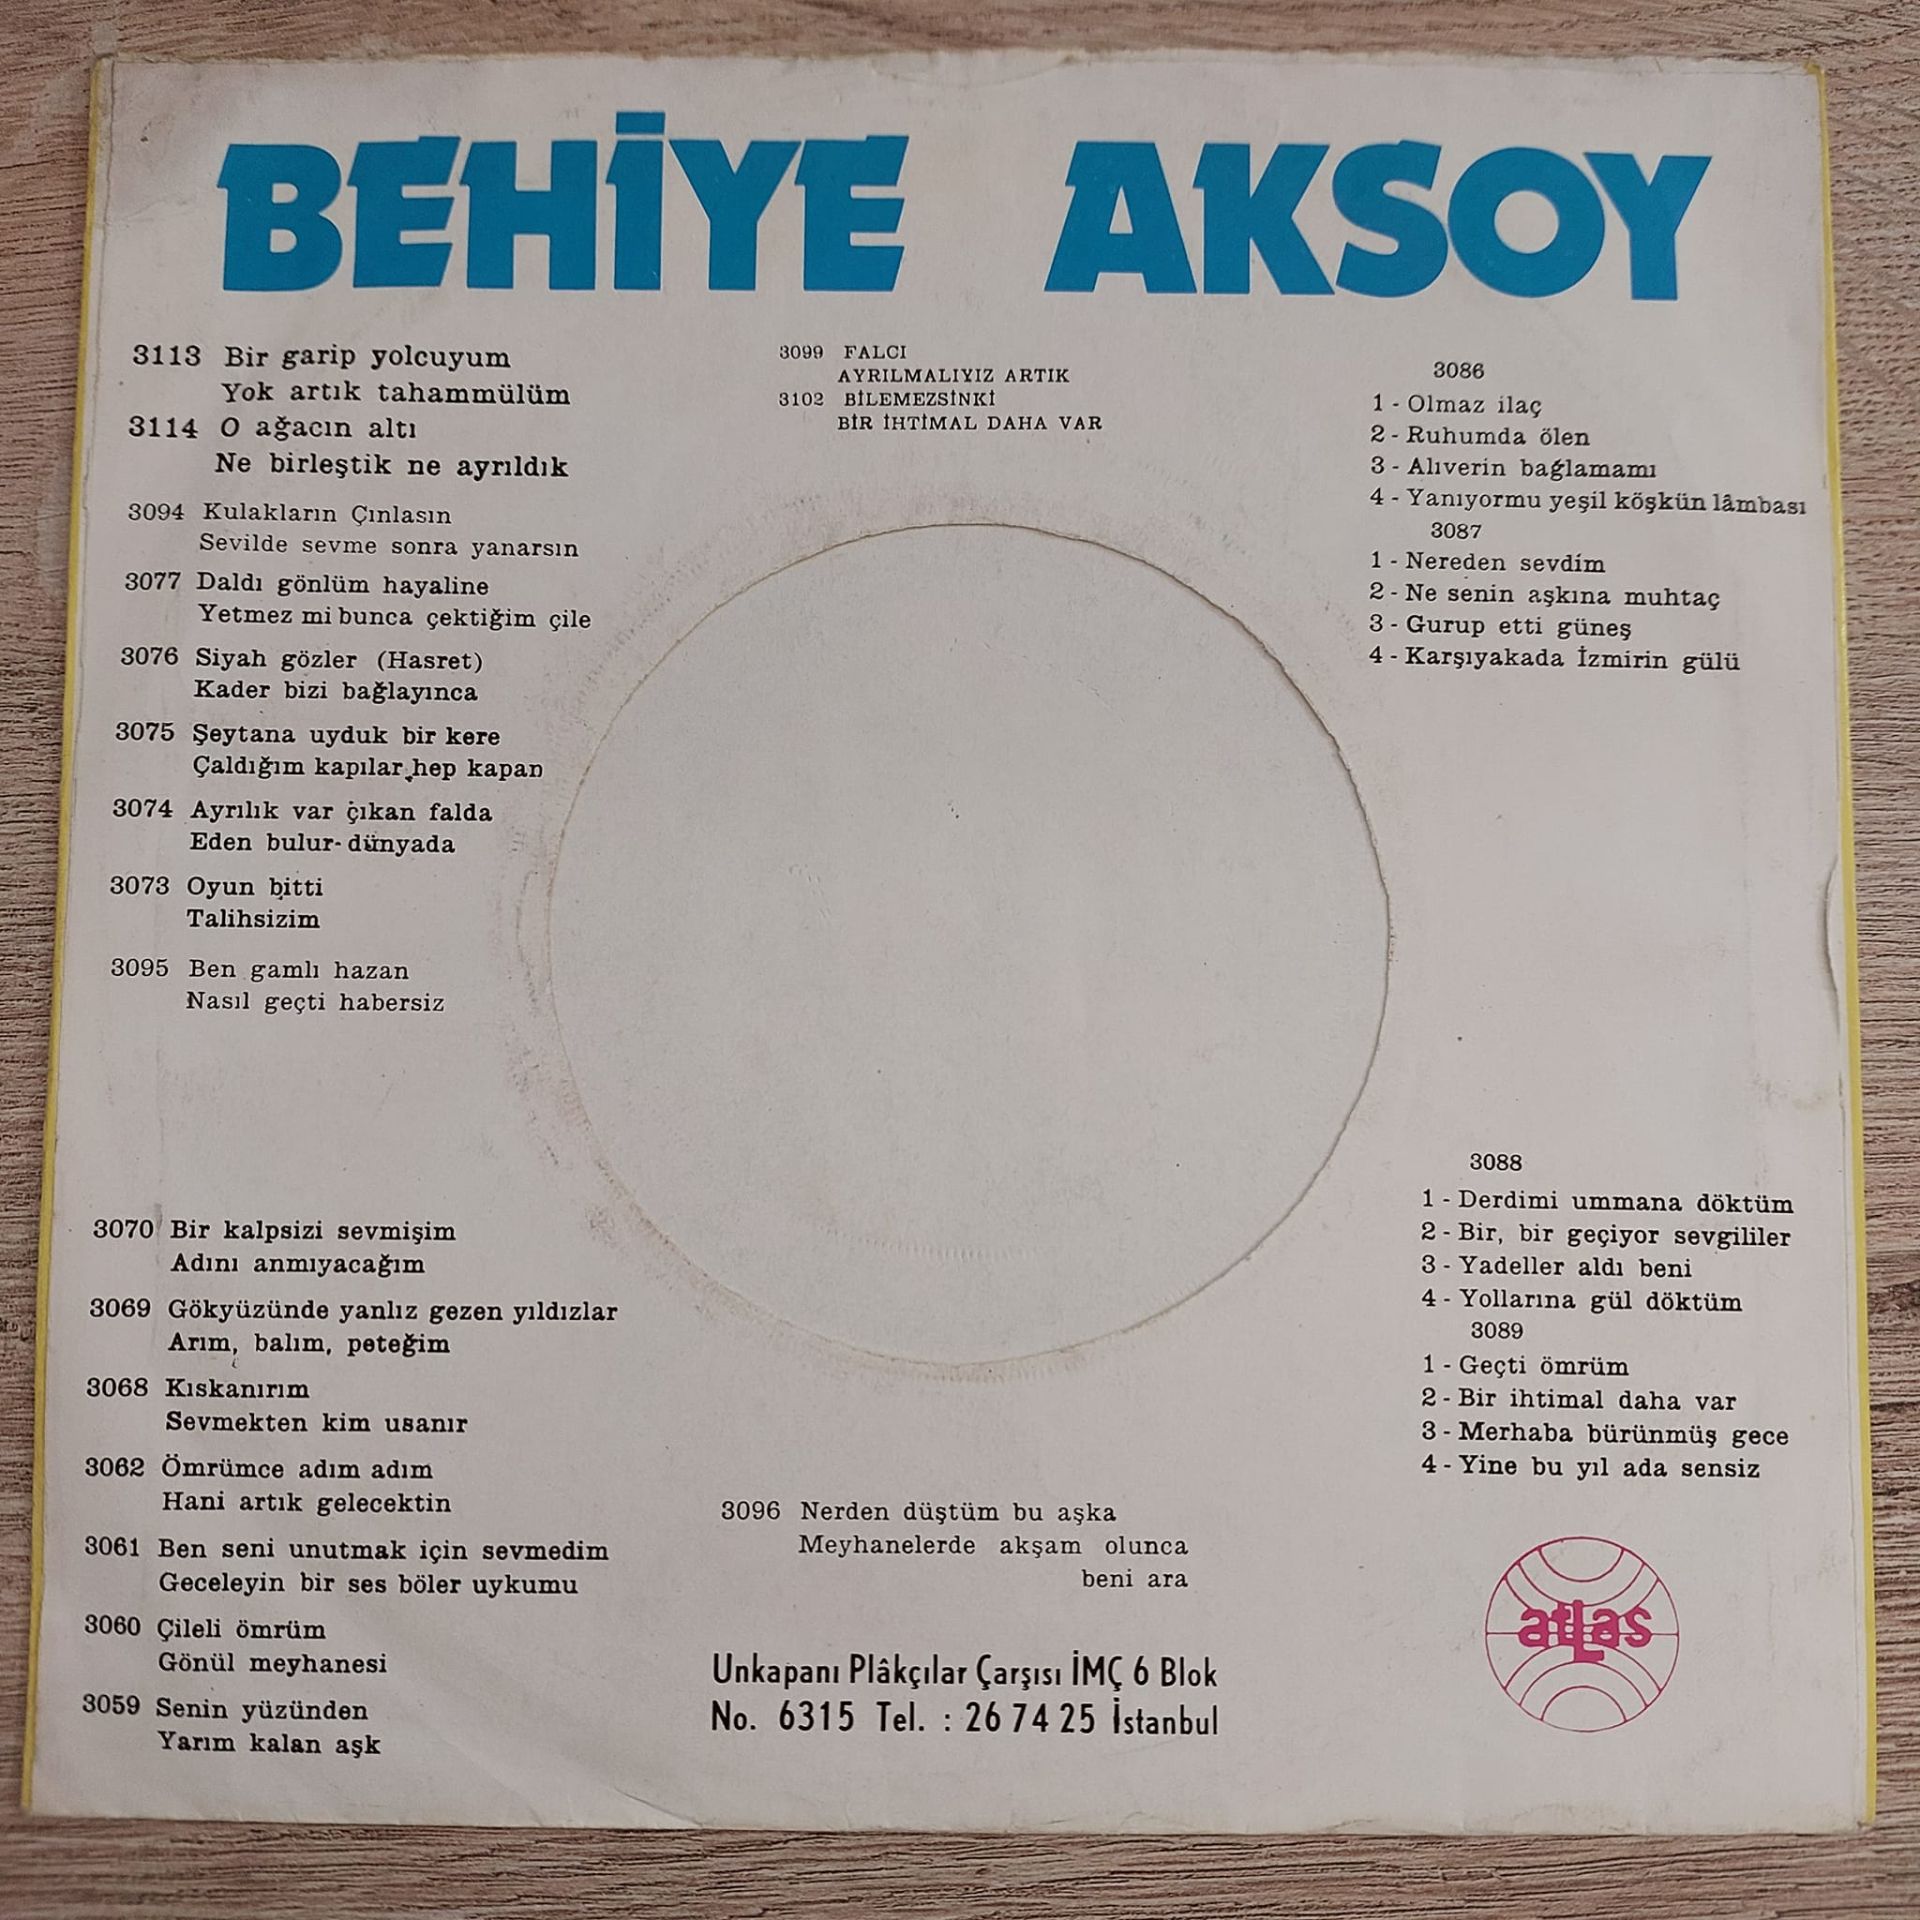 BEHİYE AKSOY
3113 Bir garip yolcuyum
Yok artık tahammülüm
3114 O ağacın altı
Ne birleştik ne ayrıldık
3094 Kulakların Çınlasın
Sevilde sevme sonra yanarsın
3077 Daldı gönlüm hayaline
Yetmez mi bunca çektiğim çile
3076 Siyah gözler (Hasret)
Kader bizi bağlayınca
3075 Şeytana uyduk bir kere
Çaldığım kapılar hep kapan
3074 Ayrılık var çıkan falda
Eden bulur-dünyada
3073 Oyun bitti
Talihsizim
3095 Ben gamlı hazan
Nasıl geçti habersiz
3070 Bir kalpsizi sevmişim
Adını anmıyacağım
3069 Gökyüzünde yanlız gezen yıldızlar
Arım, balım, peteğim
3068 Kıskanırım
Sevmekten kim usanır
3062 Ömrümce adım adım
Hani artık gelecektin
3061 Ben seni unutmak için sevmedim
Geceleyin bir ses böler uykumu
3060 Çileli ömrüm
Gönül meyhanesi
3059 Senin yüzünden
Yarım kalan aşk
3099 FALCI
AYRILMALIYIZ ARTIK
3102 BİLEMEZSİNKİ
BİR İHTİMAL DAHA VAR
3096 Nerden düştüm bu aşka
Meyhanelerde akşam olunca
beni ara
Unkapanı Plâkçılar Çarşısı İMÇ 6 Blok
No. 6315 Tel. : 26 74 25 İstanbul
3086
1 - Olmaz ilaç
2 - Ruhumda ölen
3 - Alıverin bağlamamı
4 - Yanıyormu yeşil köşkün lâmbası
3087
1 - Nereden sevdim
2 - Ne senin aşkına muhtaç
3 - Gurup etti güneş
4 - Karşıyakada İzmirin gülü
3088
1 - Derdimi ummana döktüm
2 - Bir, bir geçiyor sevgililer
3 - Yadeller aldı beni
4 - Yollarına gül döktüm
3089
1 - Geçti ömrüm
2 - Bir ihtimal daha var
3 - Merhaba bürünmüş gece
4 - Yine bu yıl ada sensiz
atLas